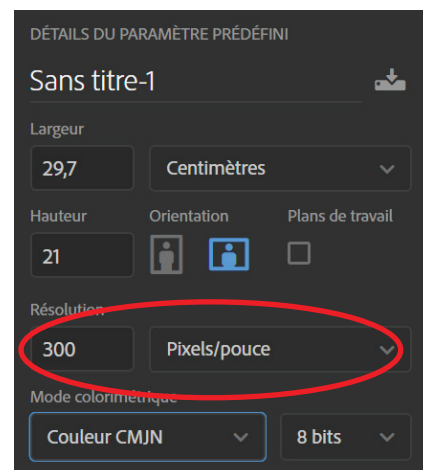 DÉTAILS DU PARAMÈTRE PRÉDÉFINI
Sans titre-1
Largeur
29,7 Centimètres
Hauteur Orientation Plans de travail
21
Résolution
300 Pixels/pouce
Mode colorimétrique
Couleur CMJN 8 bits